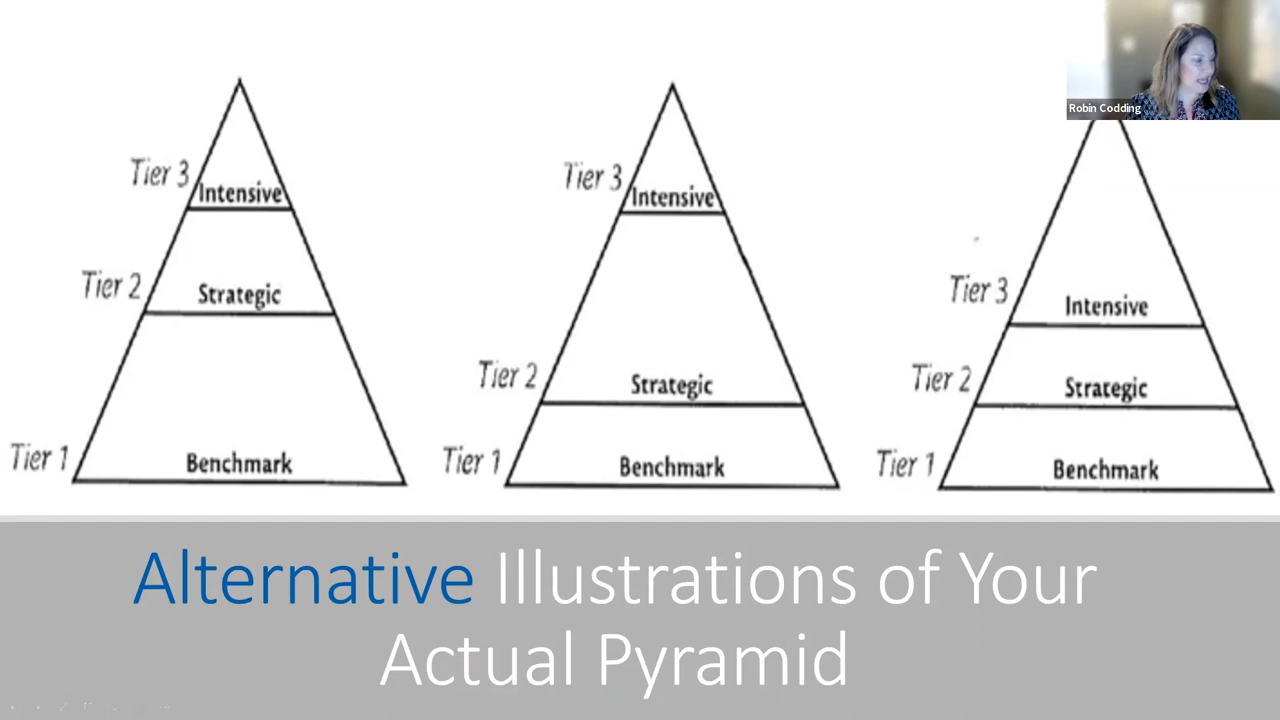 Robin Codding
Tier 3
Intensive
Tier 2
Strategic
Tier 1
Benchmark
Tier 3
Intensive
Tier 2
Strategic
Tier 1
Benchmark
Tier 3
Intensive
Tier 2
Strategic
Tier 1
Benchmark
Alternative Illustrations of Your
Actual Pyramid